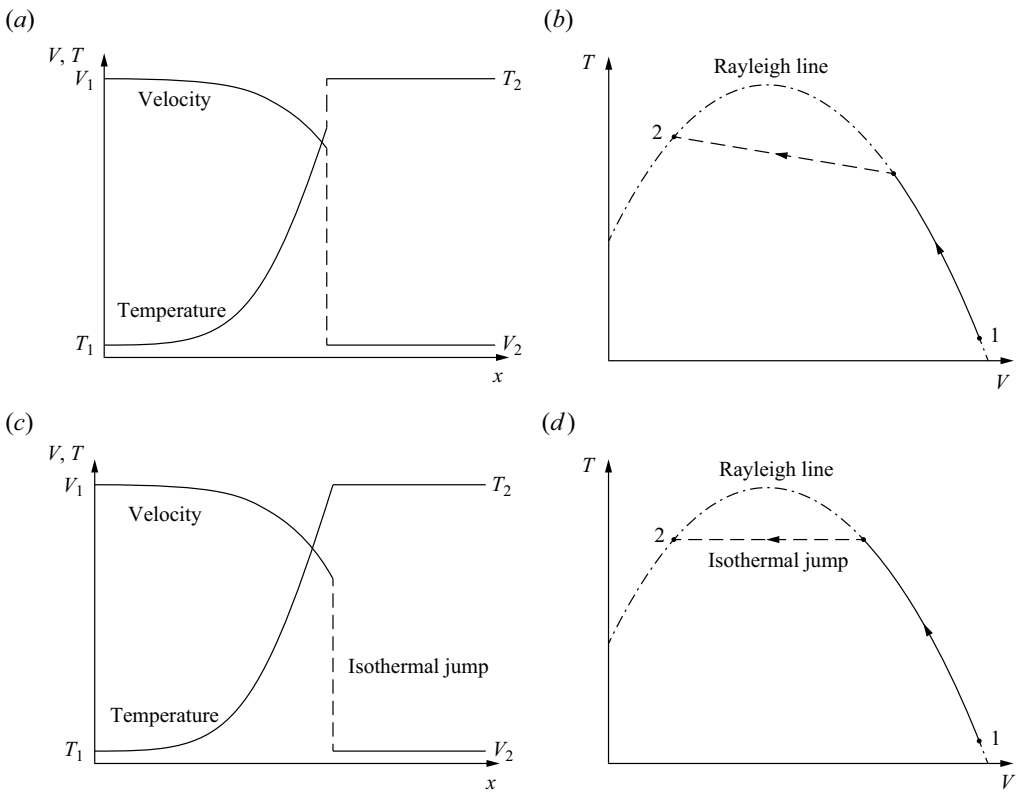 (a)
V, T
V1
Velocity
T2
Temperature
T1
V2
x
(b)
T
Rayleigh line
2
1
V
(c)
V, T
V1
Velocity
T2
Isothermal jump
Temperature
T1
V2
x
(d)
T
Rayleigh line
2
Isothermal jump
1
V